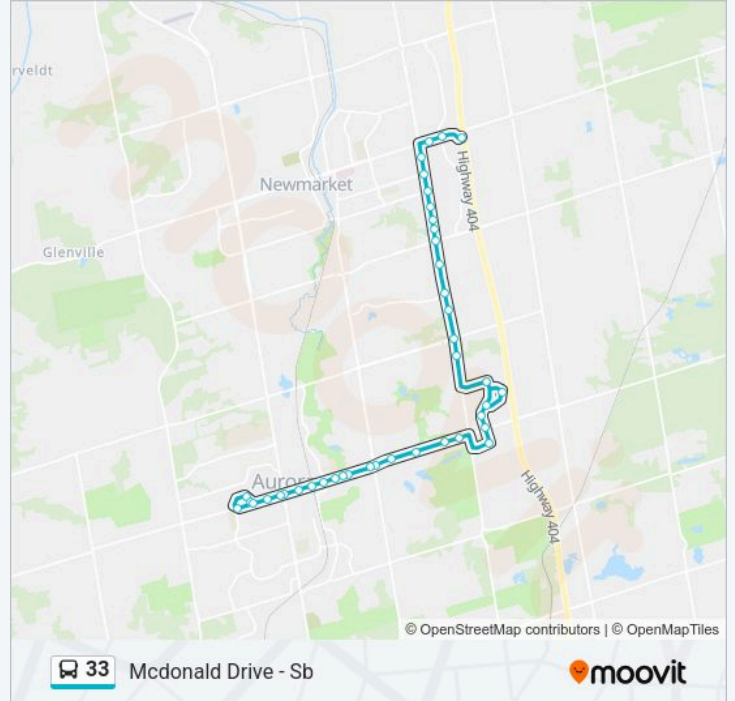 rveldt
Newmarket
Highway 404
Glenville
Auror
Highway 404
© OpenStreetMap contributors | © OpenMapTiles
33 Mcdonald Drive - Sb
moovit